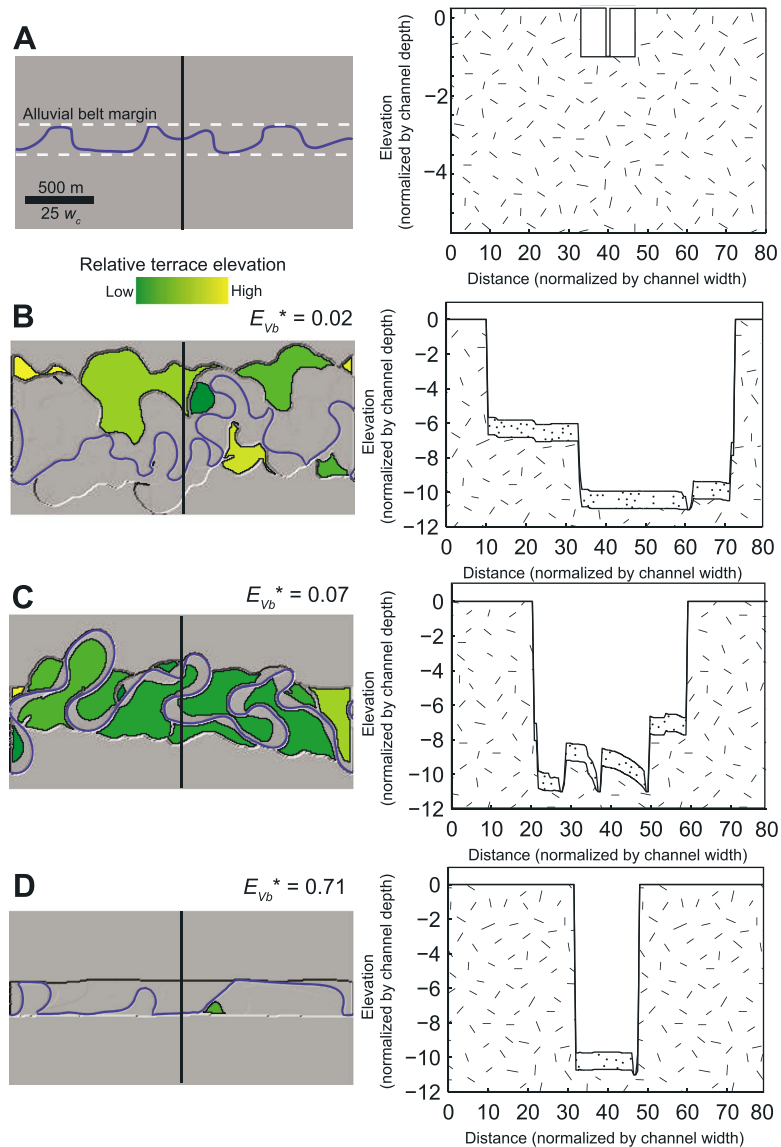 A
Alluvial belt margin
500 m
25 w_c
Elevation
(normalized by channel depth)
−2
−4
0 10 20 30 40 50 60 70 80
Distance (normalized by channel width)
Relative terrace elevation
Low High
B
E_Vb* = 0.02
Elevation
(normalized by channel depth)
0
−2
−4
−6
−8
−10
−12
0 10 20 30 40 50 60 70 80
Distance (normalized by channel width)
C
E_Vb* = 0.07
Elevation
(normalized by channel depth)
0
−2
−4
−6
−8
−10
−12
0 10 20 30 40 50 60 70 80
Distance (normalized by channel width)
D
E_Vb* = 0.71
Elevation
(normalized by channel depth)
0
−2
−4
−6
−8
−10
−12
0 10 20 30 40 50 60 70 80
Distance (normalized by channel width)